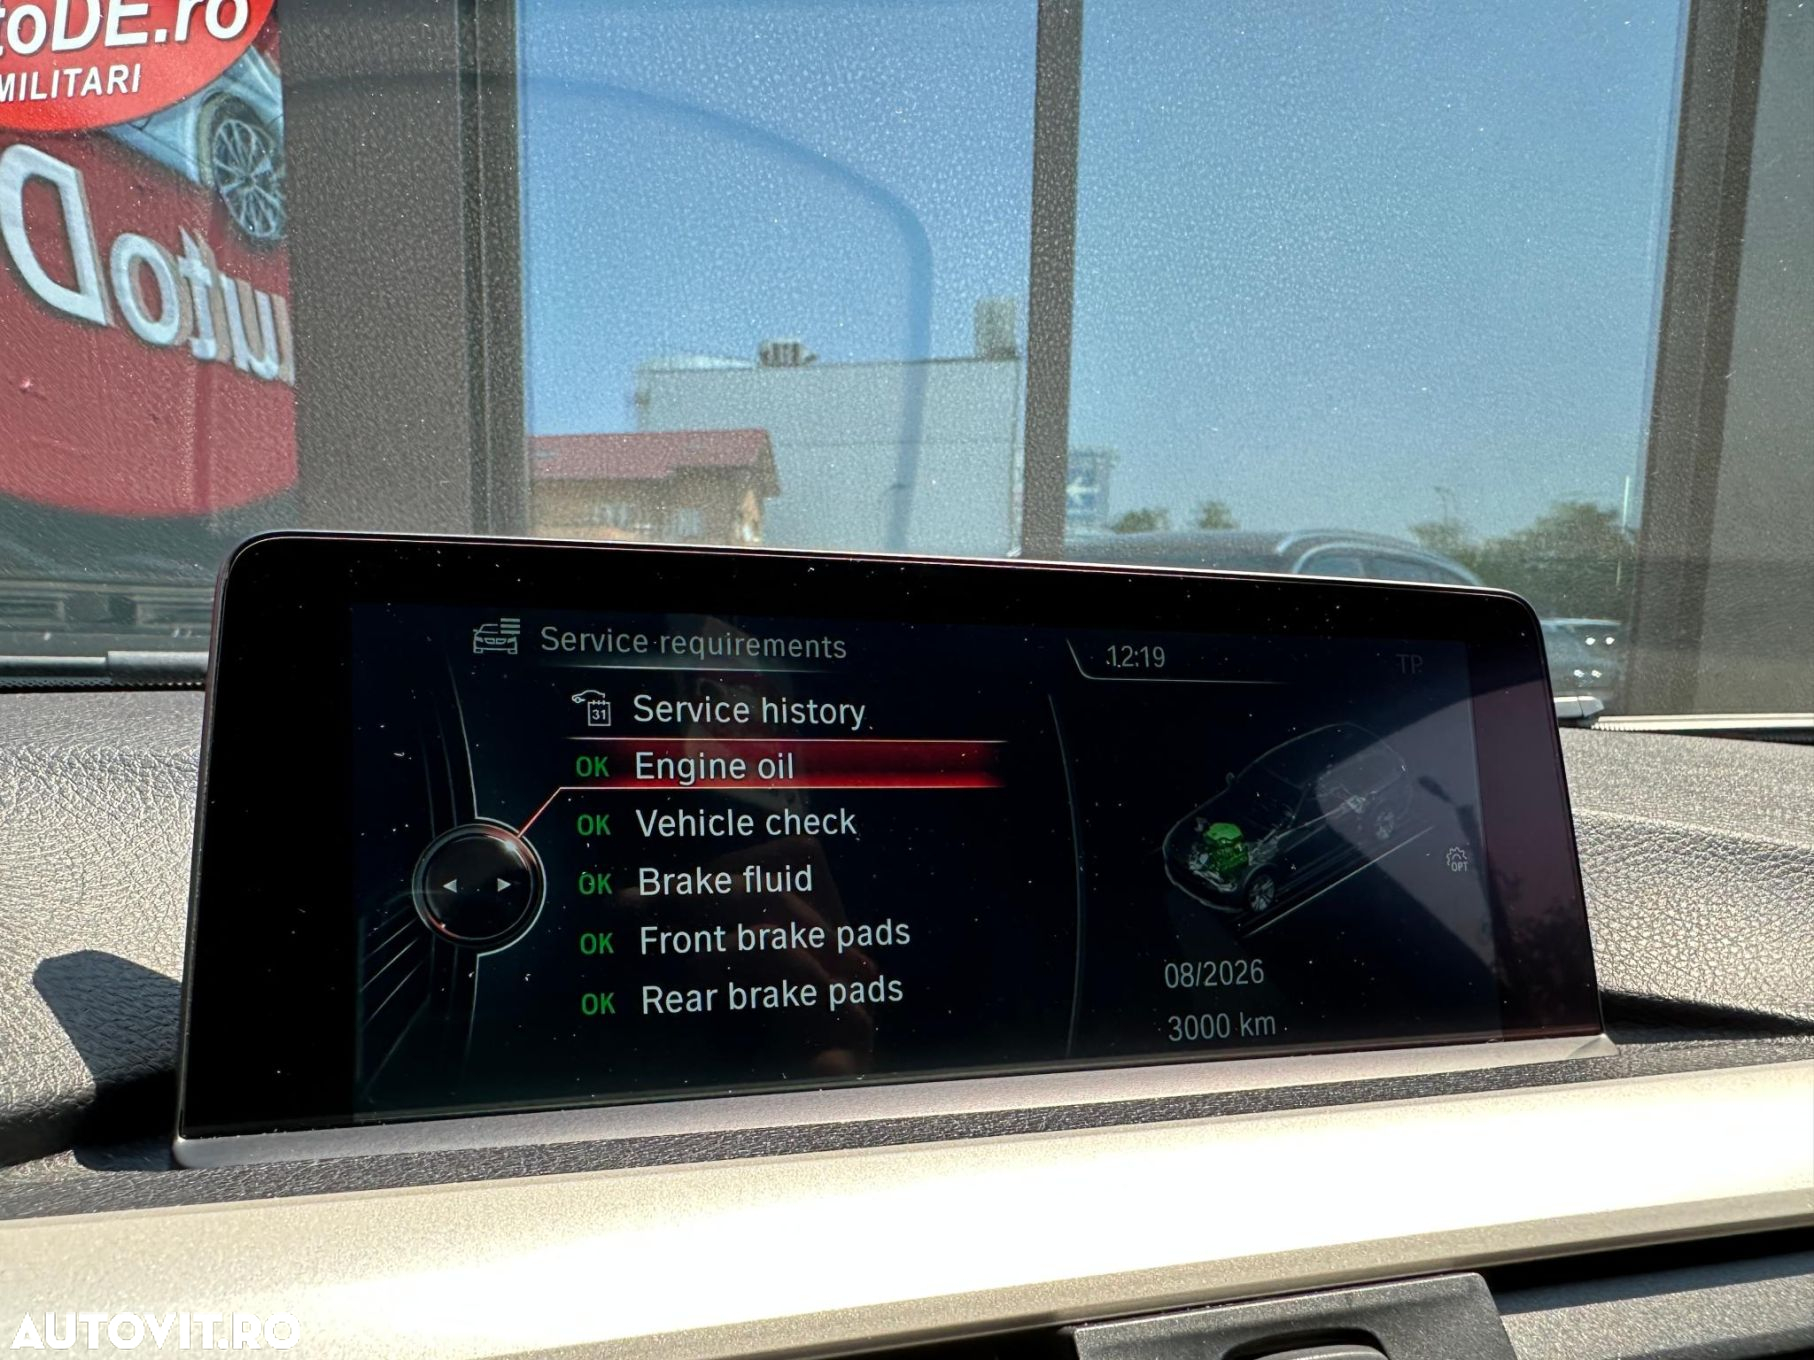 toDE.ro
MILITARI
AutoD
Service requirements
12:19
TP
31
Service history
OK Engine oil
OK Vehicle check
OK Brake fluid
OK Front brake pads
OK Rear brake pads
OPT
08/2026
3000 km
AUTOVIT.RO